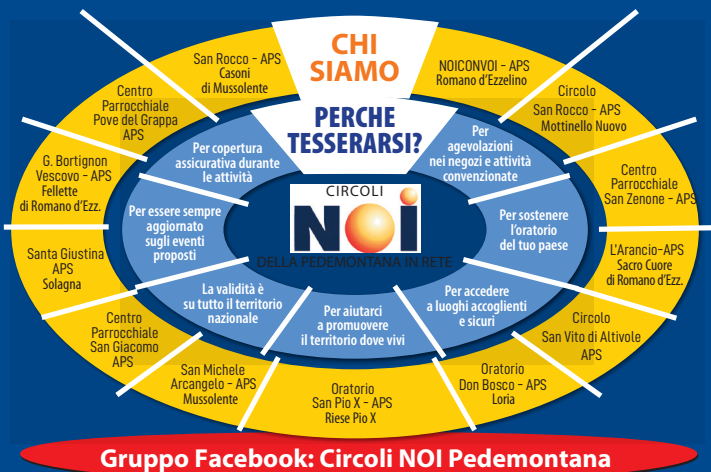 CHI
SIAMO
NOICONVOI - APS
Romano d'Ezzelino
Circolo
San Rocco - APS
Mottinello Nuovo
Centro
Parrocchiale
San Zenone - APS
L'Arancio-APS
Sacro Cuore
di Romano d'Ezz.
Circolo
San Vito di Altivole
APS
Oratorio
Don Bosco - APS
Loria
Oratorio
San Pio X - APS
Riese Pio X
San Michele
Arcangelo - APS
Mussolente
Centro
Parrocchiale
San Giacomo
APS
Santa Giustina
APS
Solagna
G. Bortignon
Vescovo - APS
Fellette
di Romano d'Ezz.
Centro
Parrocchiale
Pove del Grappa
APS
San Rocco - APS
Casoni
di Mussolente
PERCHE
TESSERARSI?
Per
agevolazioni
nei negozi e attività
convenzionate
Per sostenere
l'oratorio
del tuo paese
Per accedere
a luoghi accoglienti
e sicuri
Per aiutarci
a promuovere
il territorio dove vivi
La validità è
su tutto il territorio
nazionale
Per essere sempre
aggiornato
sugli eventi
proposti
Per copertura
assicurativa durante
le attività
CIRCOLI
NOI
DELLA PEDEMONTANA IN RETE
Gruppo Facebook: Circoli NOI Pedemontana